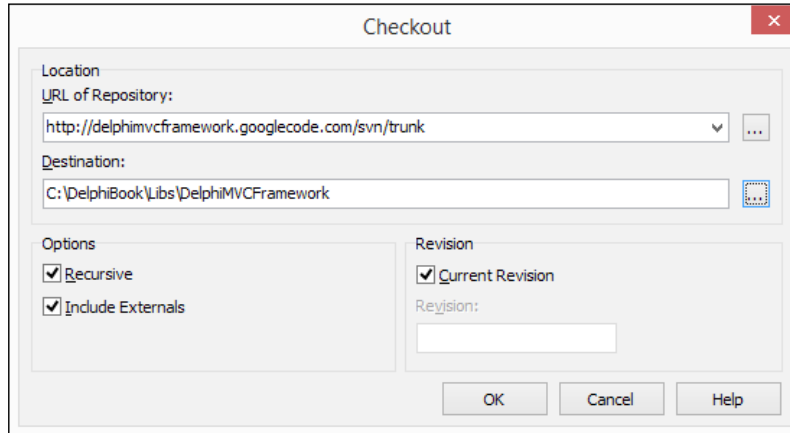 Checkout
Location
URL of Repository:
http://delphimvcframework.googlecode.com/svn/trunk
...
Destination:
C:\DelphiBook\Libs\DelphiMVCFramework
...
Options
Recursive
Include Externals
Revision
Current Revision
Revision:
OK
Cancel
Help